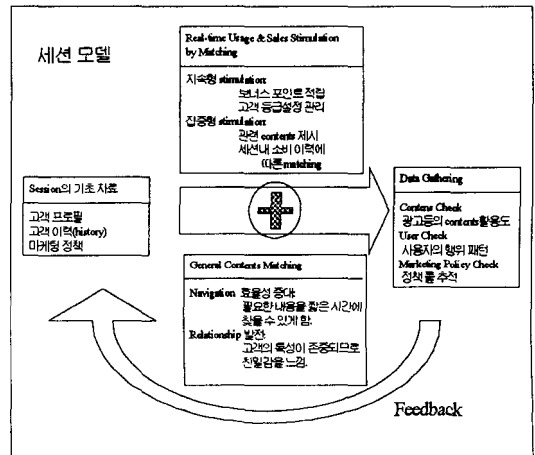 세션 모델
Real-time Usage & Sales Stimulation
by Matching
지속형 stimulation:
보너스 포인트 적립
고객 등급설정 관리
집중형 stimulation:
관련 contents 제시
세션내 소비 이력에
따른 matching
Session의 기초 자료
고객 프로필
고객 이력(history)
마케팅 정책
Data Gathering
Contens Check
광고등의 contents활용도
User Check
사용자의 행위 패턴
Marketing Policy Check
정책 룰 추적
General Contents Matching
Navigation 효율성 증대:
필요한 내용을 짧은 시간에
찾을 수 있게 함.
Relationship 발전:
고객의 특성이 존중되므로
친밀감을 느낌.
Feedback